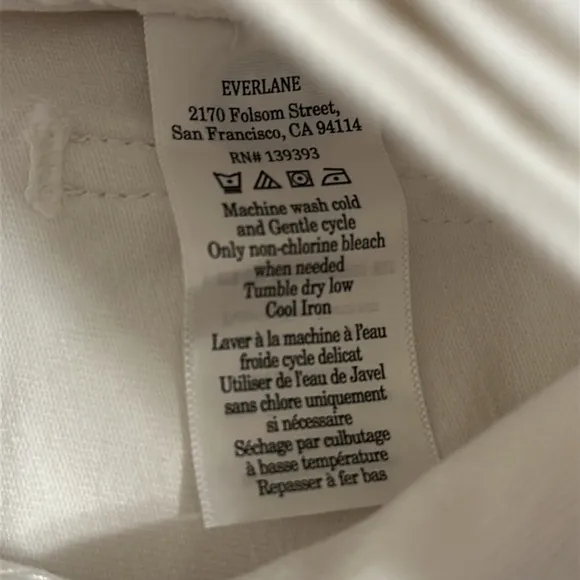 EVERLANE
2170 Folsom Street,
San Francisco, CA 94114
RN# 139393
Machine wash cold
and Gentle cycle
Only non-chlorine bleach
when needed
Tumble dry low
Cool Iron
Laver à la machine à l'eau
froide cycle delicat
Utiliser de l'eau de Javel
sans chlore uniquement
si nécessaire
Séchage par culbutage
à basse température
Repasser à fer bas